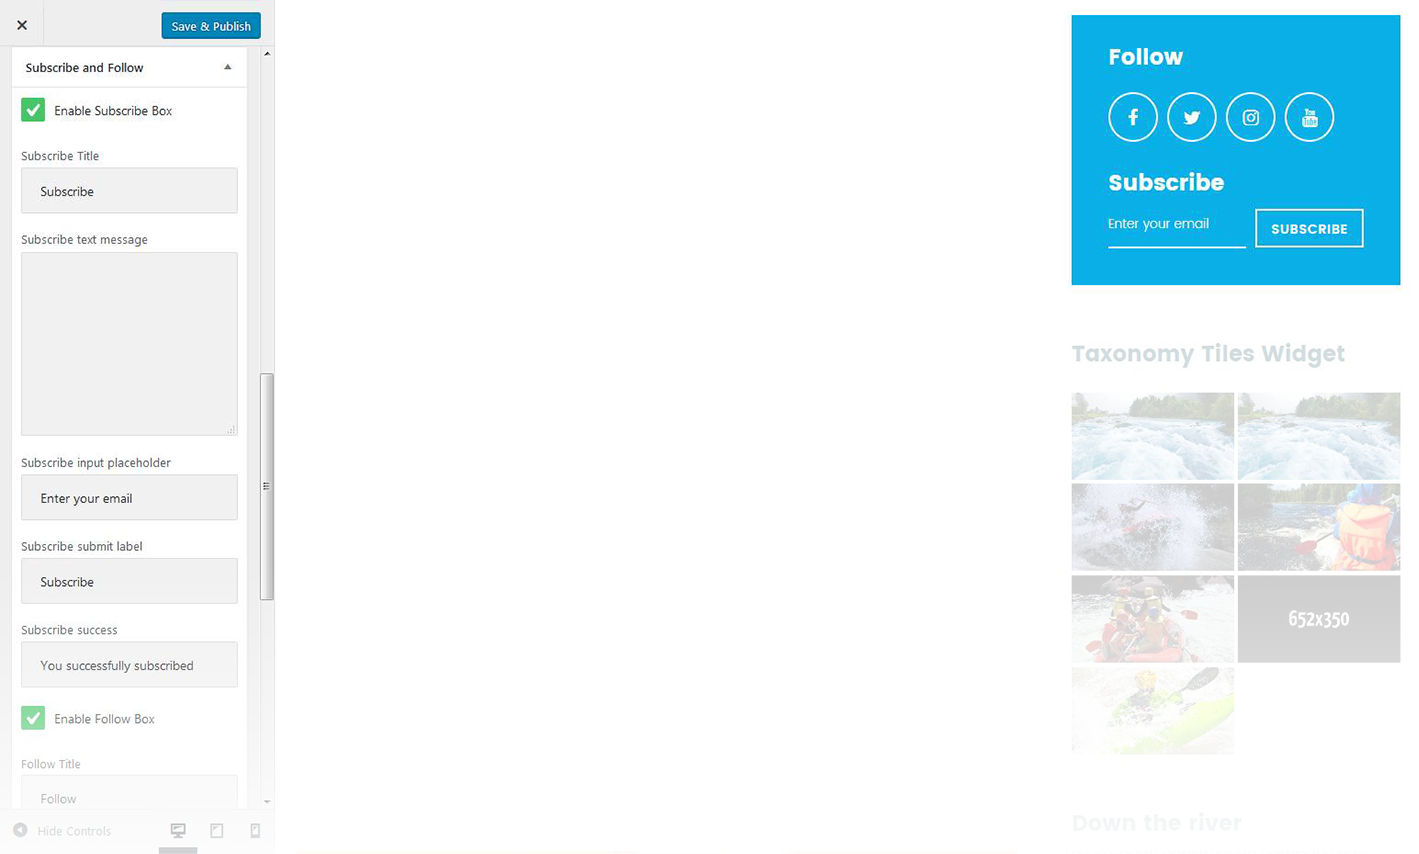 Save & Publish
Subscribe and Follow
Enable Subscribe Box
Subscribe Title
Subscribe
Subscribe text message
Subscribe input placeholder
Enter your email
Subscribe submit label
Subscribe
Subscribe success
You successfully subscribed
Enable Follow Box
Follow Title
Follow
Hide Controls
Follow
You
Tube
Subscribe
Enter your email
SUBSCRIBE
Taxonomy Tiles Widget
652x350
Down the river